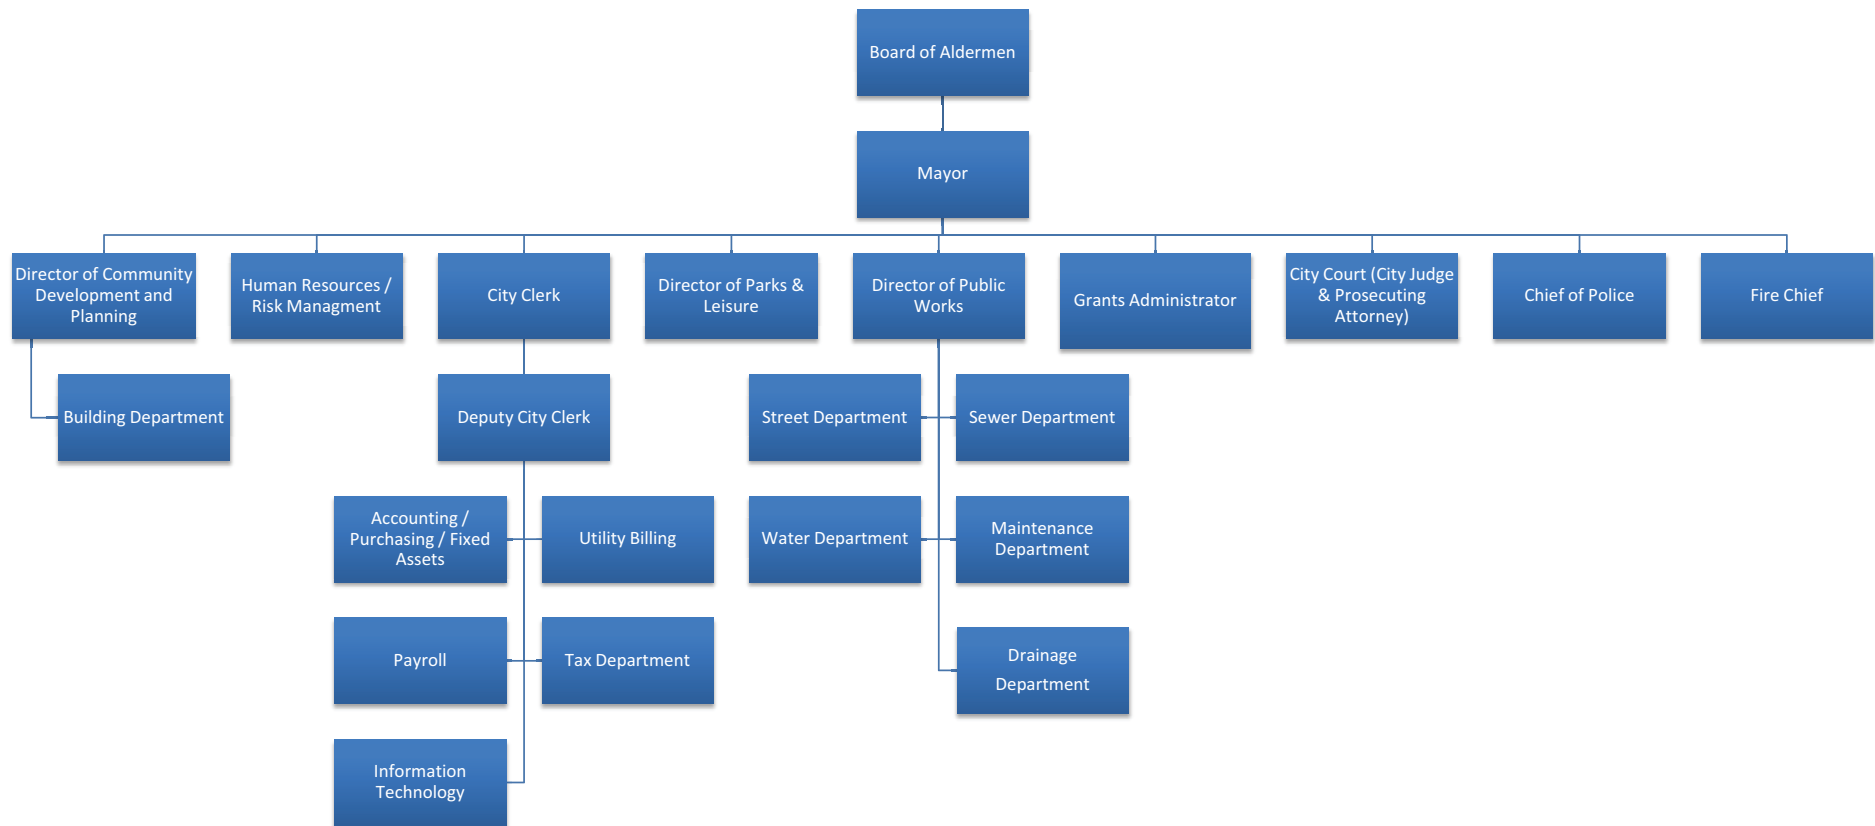 Board of Aldermen
Mayor
Director of Community
Development and
Planning
Human Resources /
Risk Managment
City Clerk
Director of Parks &
Leisure
Director of Public
Works
Grants Administrator
City Court (City Judge
& Prosecuting
Attorney)
Chief of Police
Fire Chief
Building Department
Deputy City Clerk
Street Department
Sewer Department
Accounting /
Purchasing / Fixed
Assets
Utility Billing
Water Department
Maintenance
Department
Payroll
Tax Department
Drainage
Department
Information
Technology